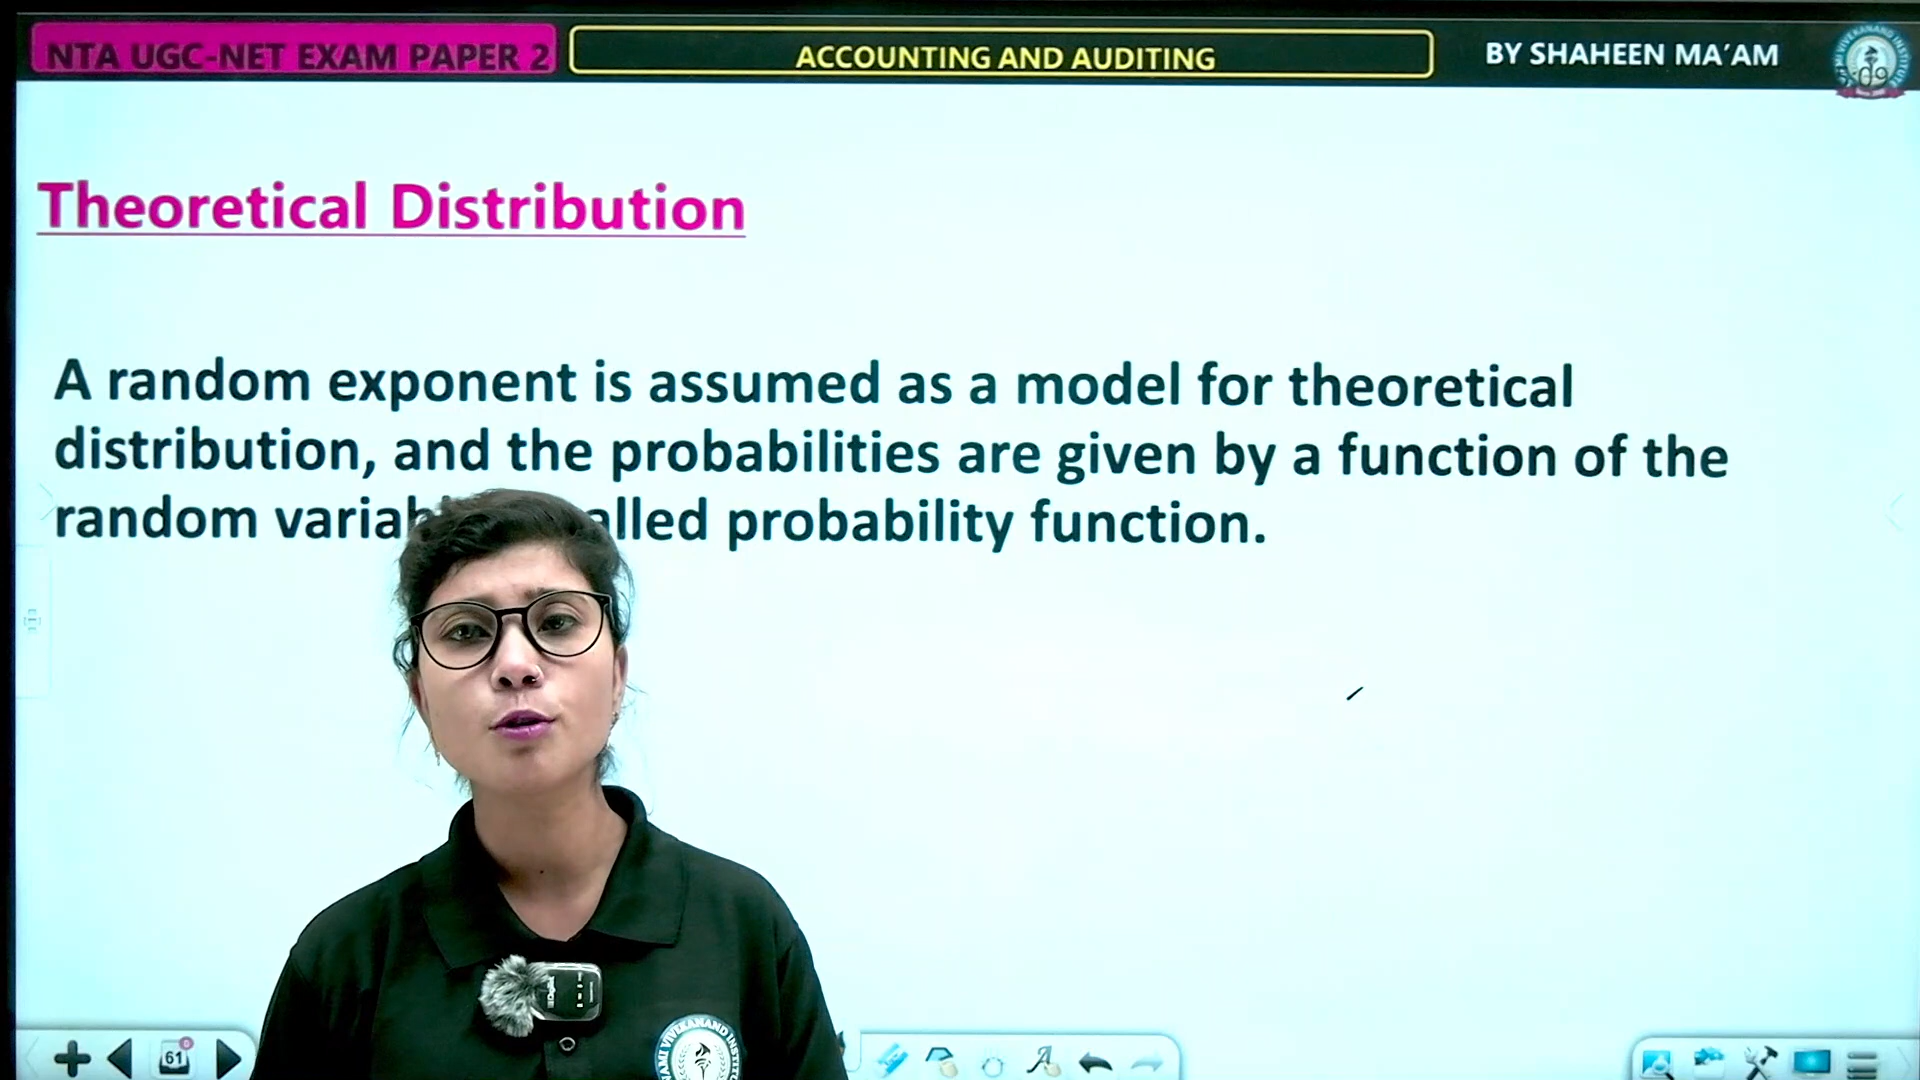 NTA UGC-NET EXAM PAPER 2
ACCOUNTING AND AUDITING
BY SHAHEEN MA'AM
Theoretical Distribution
A random exponent is assumed as a model for theoretical
distribution, and the probabilities are given by a function of the
random called probability function.
61